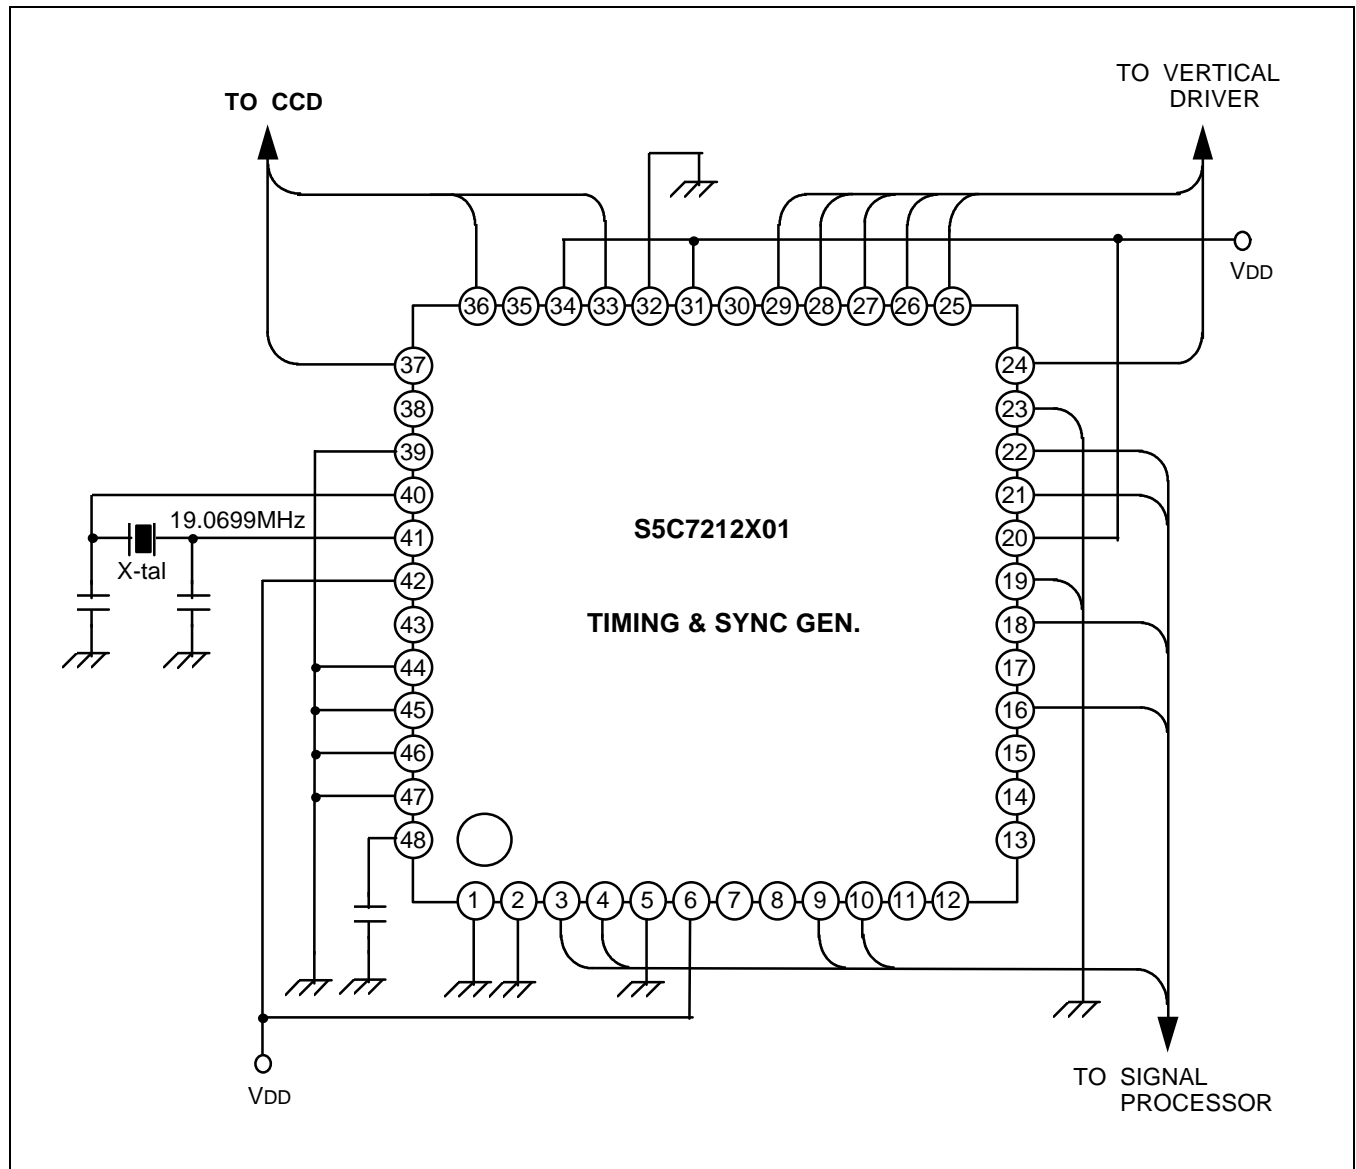 TO VERTICAL
DRIVER
TO CCD
VDD
36 35 34 33 32 31 30 29 28 27 26 25
37
38
39
40
41
42
43
44
45
46
47
48
19.0699MHz
X-tal
S5C7212X01
TIMING & SYNC GEN.
24
23
22
21
20
19
18
17
16
15
14
13
1 2 3 4 5 6 7 8 9 10 11 12
VDD
TO SIGNAL
PROCESSOR